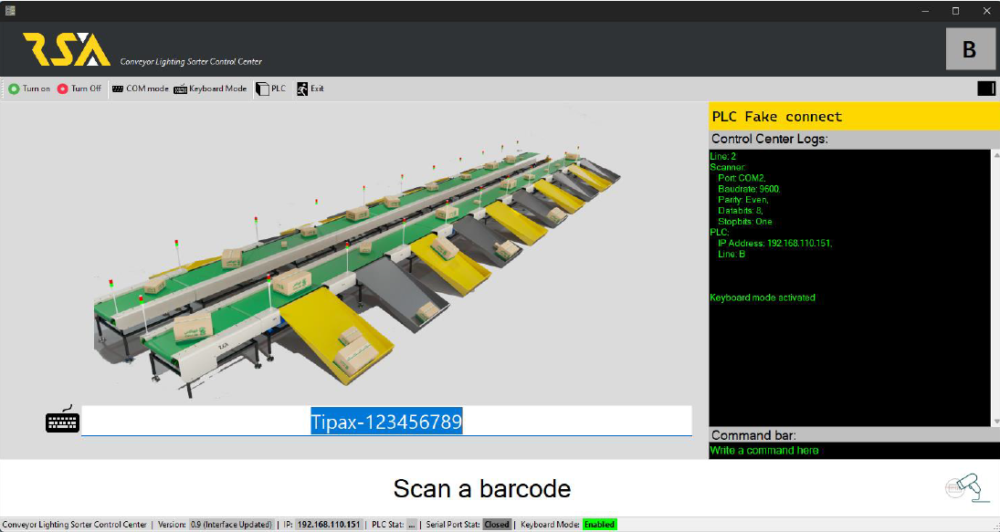 RSA
Conveyor Lighting Sorter Control Center
B
Turn on Turn Off COM mode Keyboard Mode PLC Exit
PLC Fake connect
Control Center Logs:
Line: 2
Scanner:
Port: COM2,
Baudrate: 9600,
Parity: Even,
Databits: 8,
Stopbits: One
PLC:
IP Address: 192.168.110.151,
Line: B
Keyboard mode activated
Tipax-123456789
Command bar:
Write a command here
Scan a barcode
Conveyor Lighting Sorter Control Center | Version: 0.9 (Interface Updated) | IP: 192.168.110.151 | PLC Stat: ... | Serial Port Stat: Closed | Keyboard Mode: Enabled